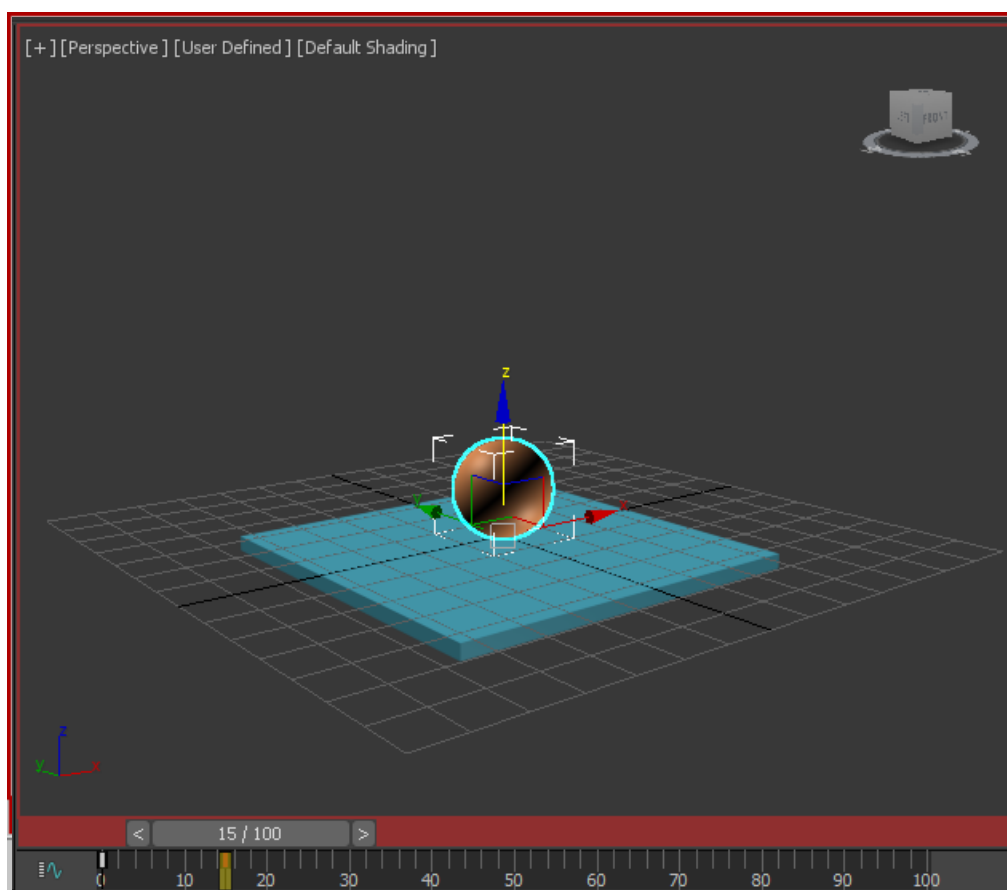 [+] [Perspective ] [User Defined ] [Default Shading ]
FRONT
z
y
x
z
y
x
< 15 / 100 >
0 10 20 30 40 50 60 70 80 90 100